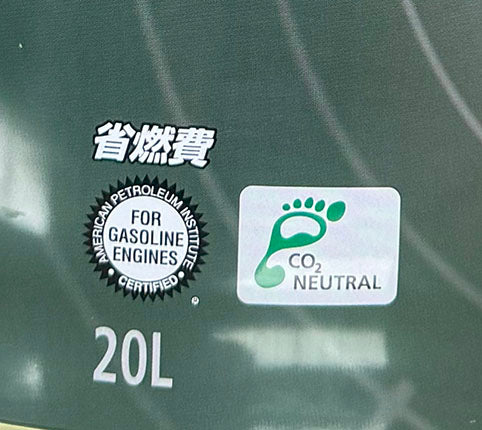 省燃費
AMERICAN PETROLEUM INSTITUTE
FOR
GASOLINE
ENGINES
• CERTIFIED •
®
CO₂
NEUTRAL
20L